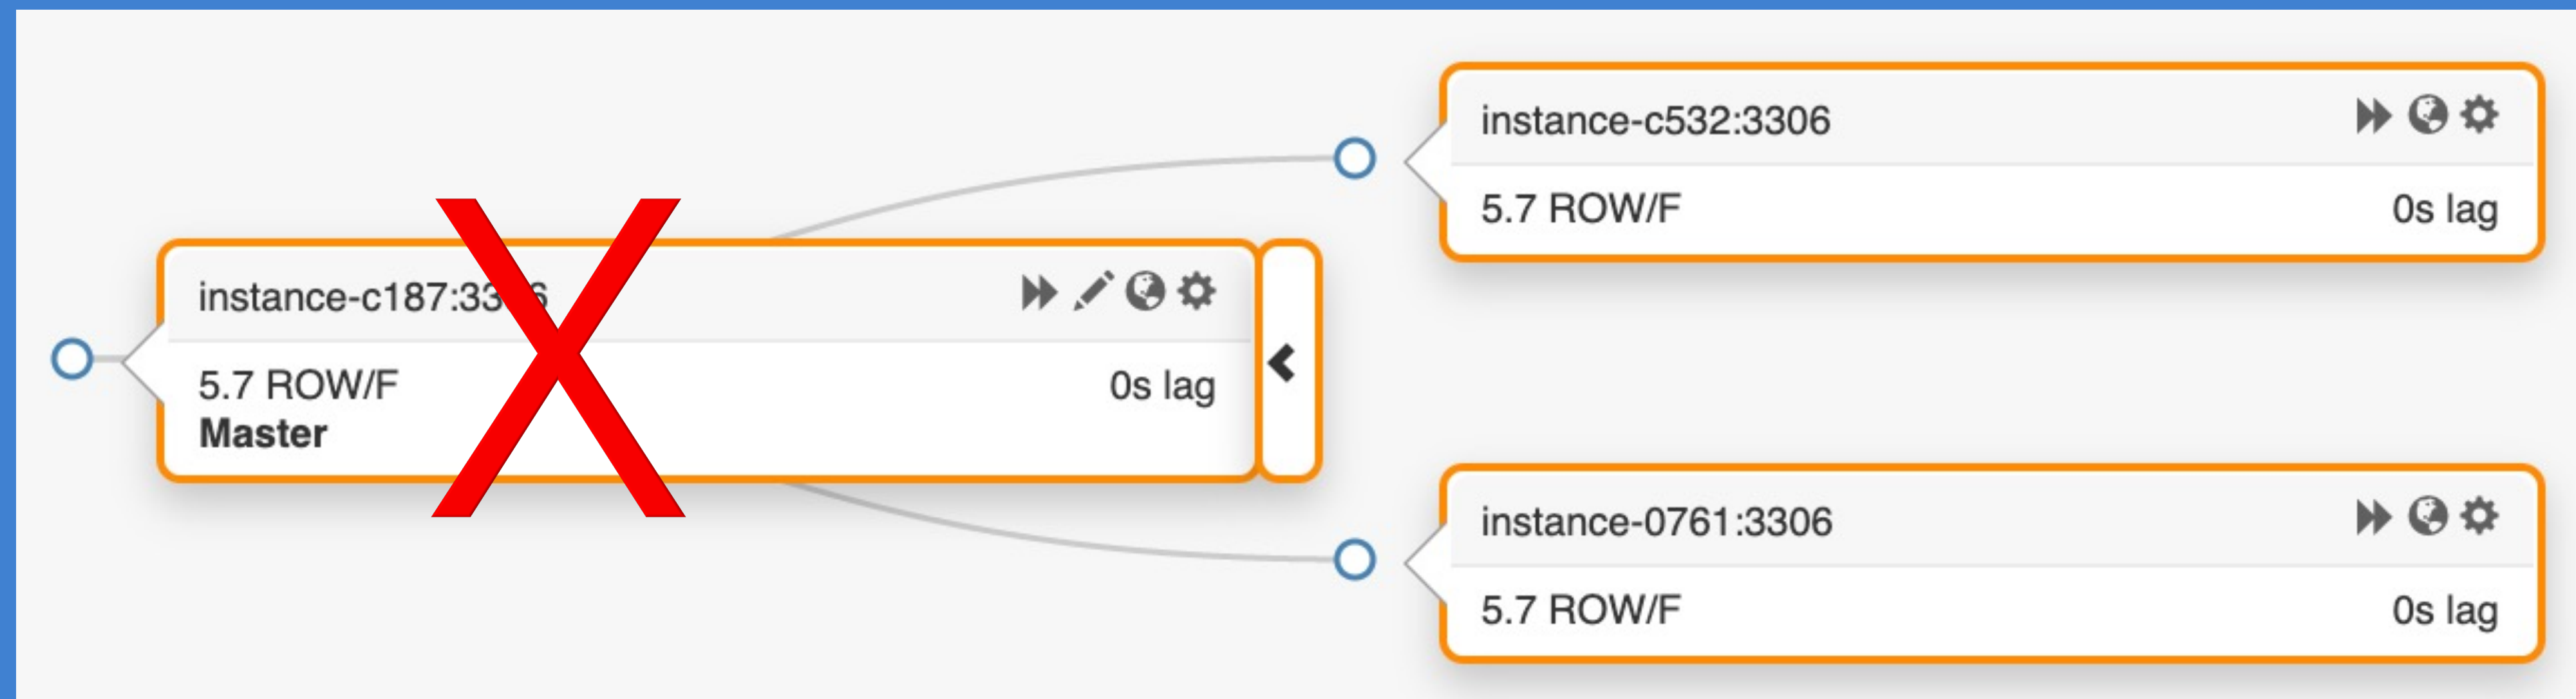 instance-c532:3306
5.7 ROW/F 0s lag
instance-c187:3306
5.7 ROW/F 0s lag
Master
instance-0761:3306
5.7 ROW/F 0s lag